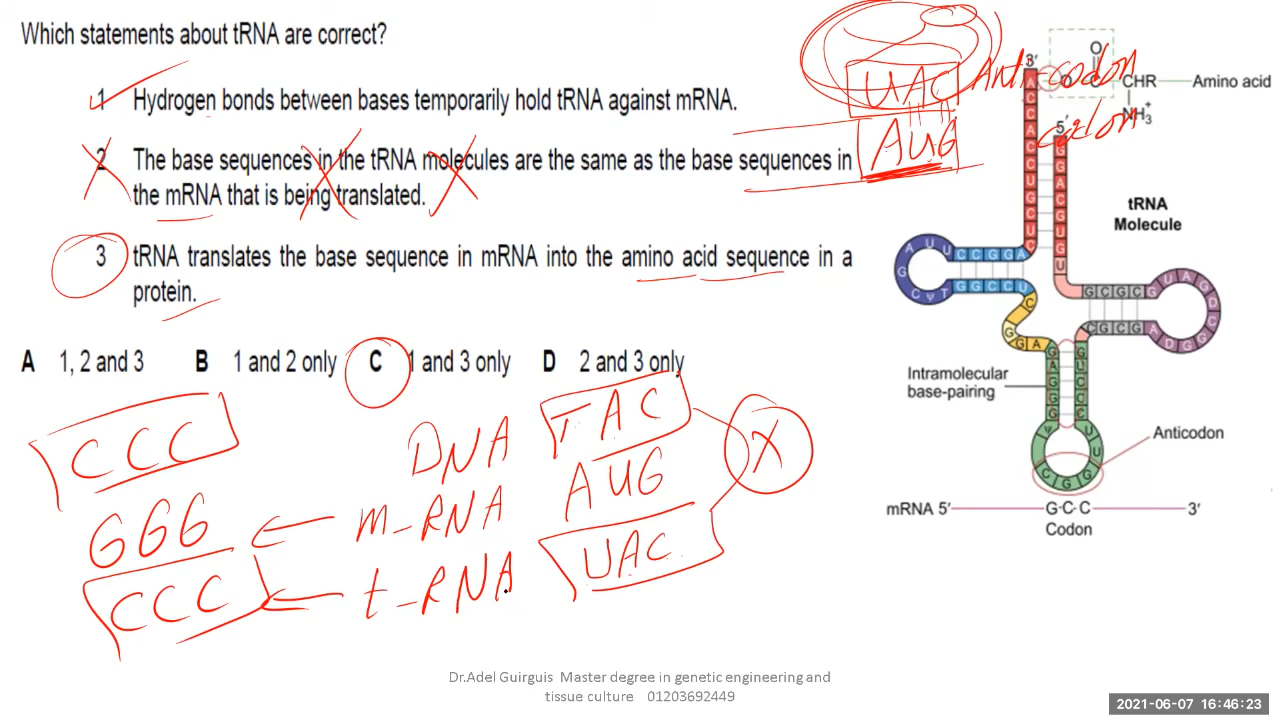 Which statements about tRNA are correct?
1 Hydrogen bonds between bases temporarily hold tRNA against mRNA.
2 The base sequences in the tRNA molecules are the same as the base sequences in
the mRNA that is being translated.
3 tRNA translates the base sequence in mRNA into the amino acid sequence in a
protein.
A 1, 2 and 3 B 1 and 2 only C 1 and 3 only D 2 and 3 only
UAC Anti-codon
AUG codon
CCC
GGG
CCC
DNA TAC
m-RNA AUG
t-RNA UAC
X
3′
O
O C CHR Amino acid
NH3+
5′
A
C
C
A
C
C
U
G
C
U
C
G
G
A
C
G
U
G
U
tRNA
Molecule
A U U C C G G A
G
C Ψ T G G C C U
C
G
G A G
G C G C G U A G
D
C
C G C G A D G G
Intramolecular
base-pairing
A
G
G
G
Ψ
U
C
C
C
U
U
C G G
Anticodon
mRNA 5′ G-C-C 3′
Codon
Dr.Adel Guirguis Master degree in genetic engineering and
tissue culture 01203692449
2021-06-07 16:46:23